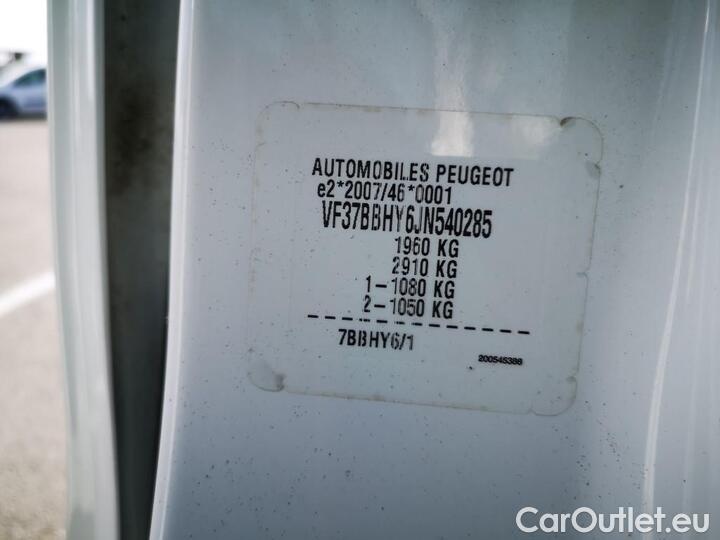 AUTOMOBILES PEUGEOT
e2*2007/46*0001
VF37BBHY6JN540285
1960 KG
2910 KG
1-1080 KG
2-1050 KG
7BBHY6/1
200545388
CarOutlet.eu